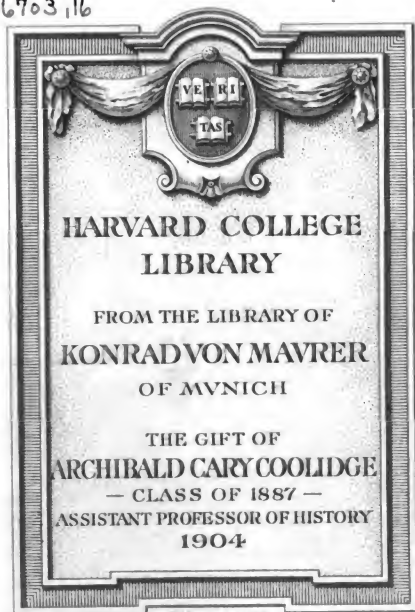 6703,16
VE RI
TAS
HARVARD COLLEGE
LIBRARY
FROM THE LIBRARY OF
KONRAD VON MAVRER
OF MVNICH
THE GIFT OF
ARCHIBALD CARY COOLIDGE
— CLASS OF 1887 —
ASSISTANT PROFESSOR OF HISTORY
1904